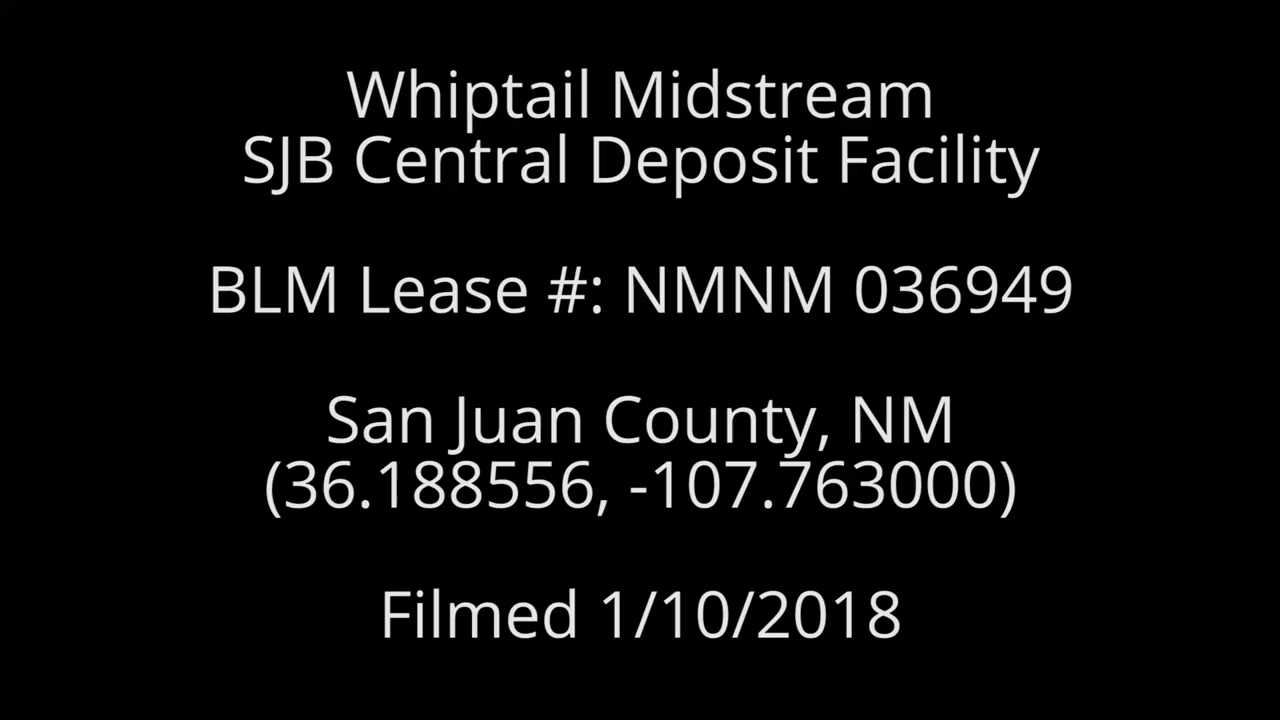 Whiptail Midstream
SJB Central Deposit Facility
BLM Lease #: NMNM 036949
San Juan County, NM
(36.188556, -107.763000)
Filmed 1/10/2018